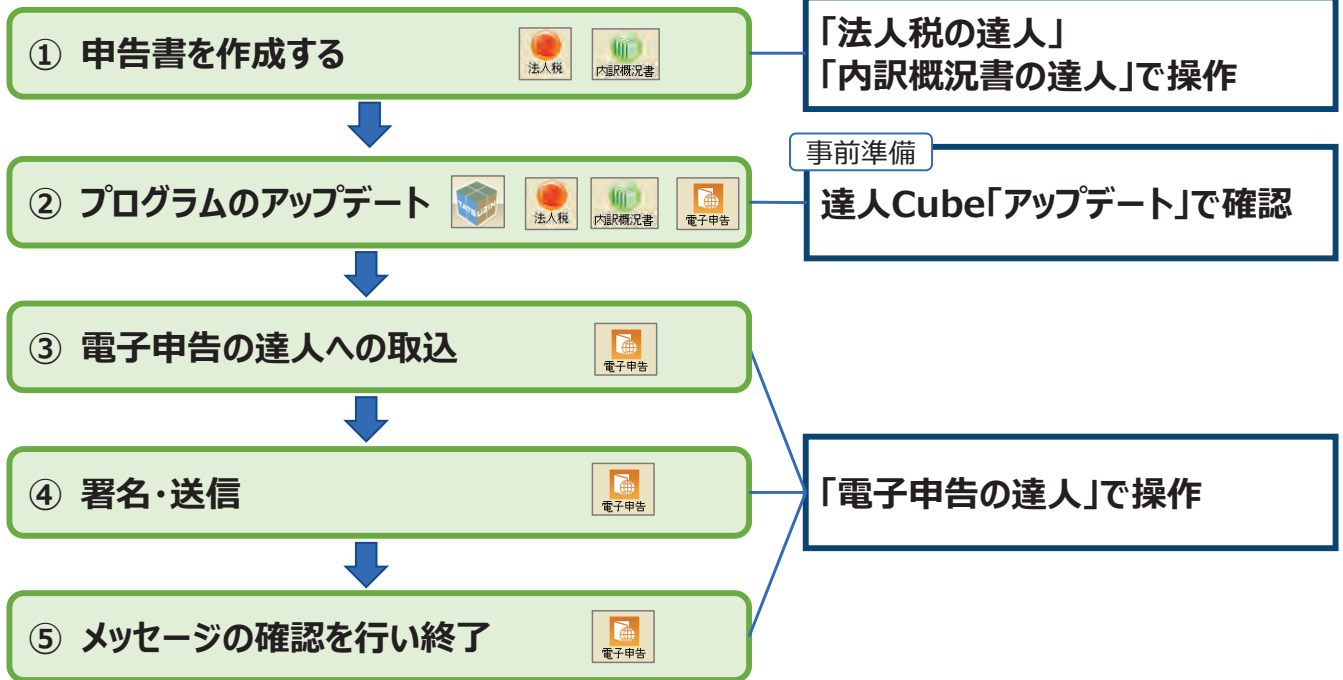 ① 申告書を作成する
法人税
内訳概況書
「法人税の達人」
「内訳概況書の達人」で操作
② プログラムのアップデート
TATSUZIN
法人税
内訳概況書
電子申告
事前準備
達人Cube「アップデート」で確認
③ 電子申告の達人への取込
電子申告
④ 署名・送信
電子申告
「電子申告の達人」で操作
⑤ メッセージの確認を行い終了
電子申告